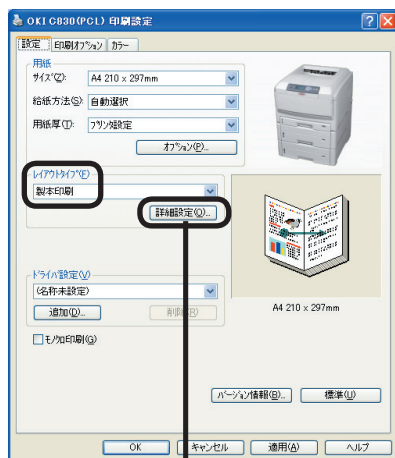 OKI C830(PCL) 印刷設定
設定 印刷オプション カラー
用紙
サイズ(Z): A4 210 x 297mm
給紙方法(S): 自動選択
用紙厚(T): プリンタ設定
オプション(P)...
レイアウトタイプ(E)
製本印刷
詳細設定(O)...
ドライバ設定(V)
(名称未設定)
追加(D)... 削除(R)
A4 210 x 297mm
モノクロ印刷(G)
バージョン情報(B)... 標準(U)
OK キャンセル 適用(A) ヘルプ